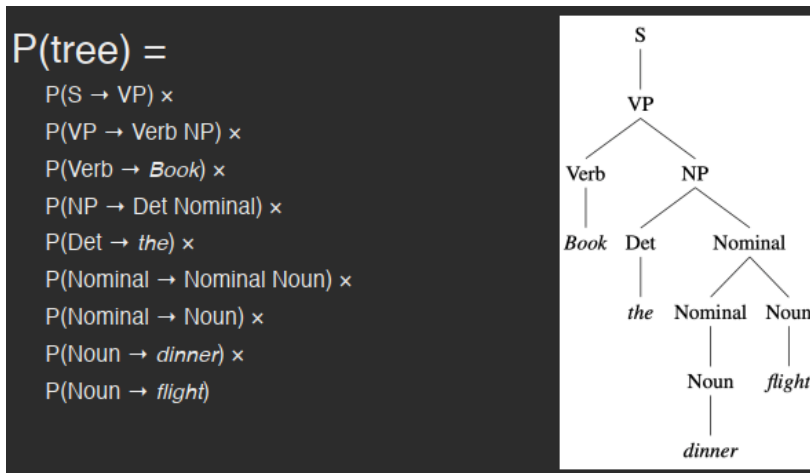 P(tree) =
P(S → VP) ×
P(VP → Verb NP) ×
P(Verb → Book) ×
P(NP → Det Nominal) ×
P(Det → the) ×
P(Nominal → Nominal Noun) ×
P(Nominal → Noun) ×
P(Noun → dinner) ×
P(Noun → flight)
S
VP
Verb NP
Book Det Nominal
the Nominal Noun
Noun flight
dinner